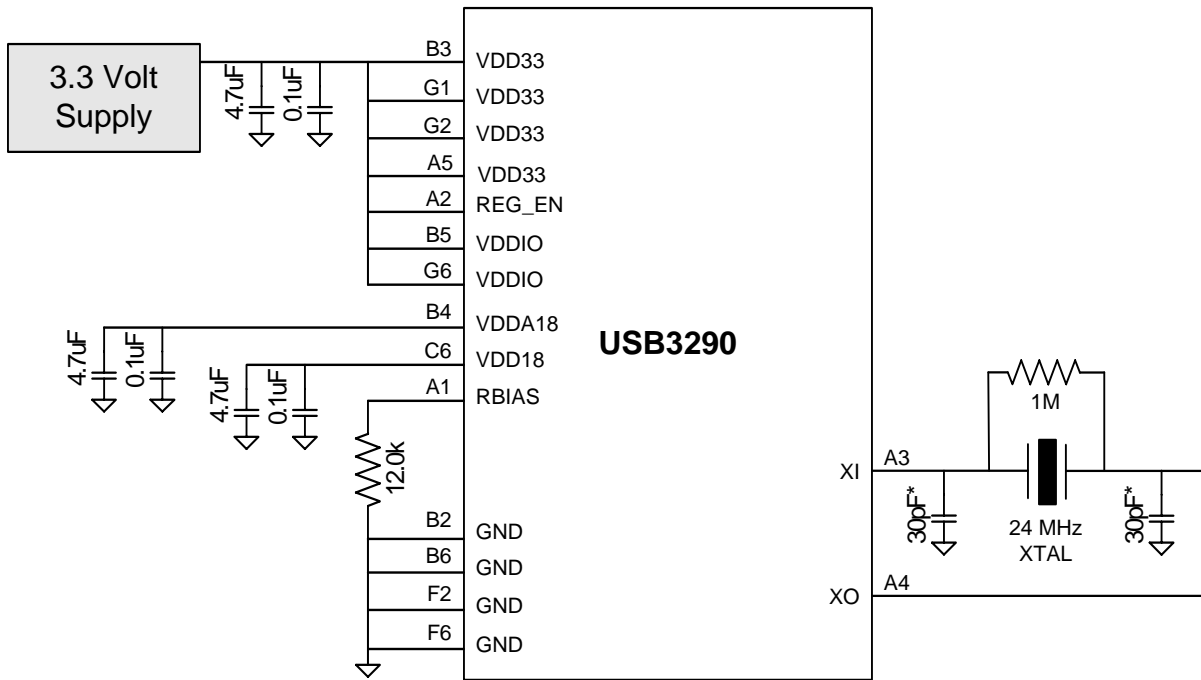 3.3 Volt
Supply
4.7uF
0.1uF
B3
VDD33
G1
VDD33
G2
VDD33
A5
VDD33
A2
REG_EN
B5
VDDIO
G6
VDDIO
B4
VDDA18
4.7uF
0.1uF
C6
VDD18
4.7uF
0.1uF
A1
RBIAS
12.0k
B2
GND
B6
GND
F2
GND
F6
GND
USB3290
XI
A3
1M
30pF*
24 MHz
XTAL
30pF*
XO
A4